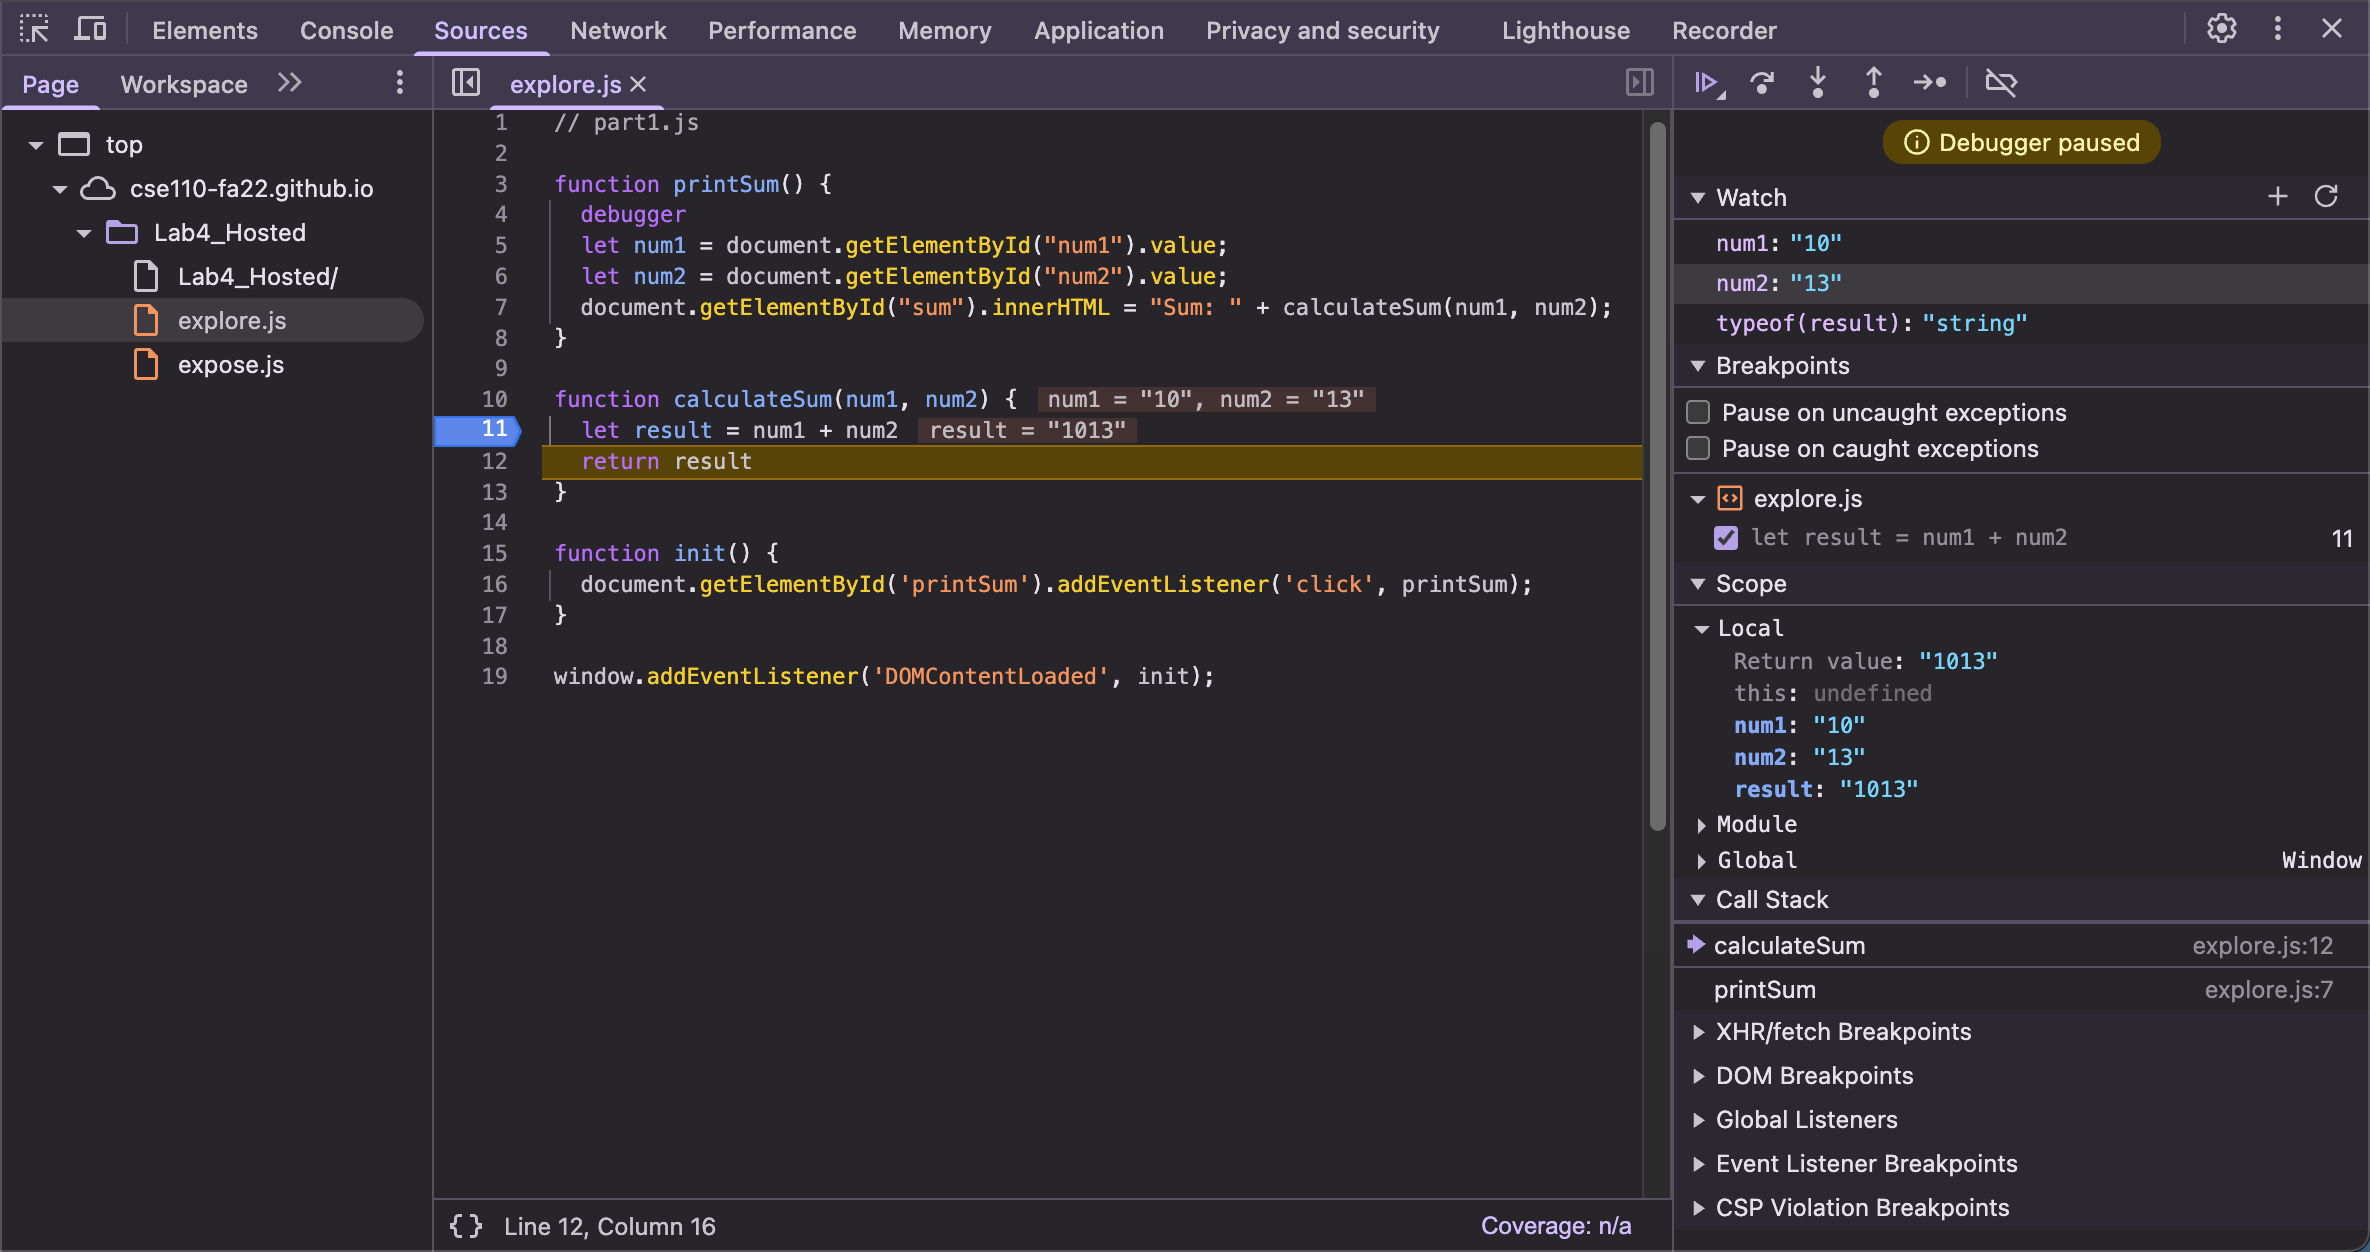 Elements Console Sources Network Performance Memory Application Privacy and security Lighthouse Recorder
Page Workspace
top
cse110-fa22.github.io
Lab4_Hosted
Lab4_Hosted/
explore.js
expose.js
explore.js
1 // part1.js
2
3 function printSum() {
4 debugger
5 let num1 = document.getElementById("num1").value;
6 let num2 = document.getElementById("num2").value;
7 document.getElementById("sum").innerHTML = "Sum: " + calculateSum(num1, num2);
8 }
9
10 function calculateSum(num1, num2) { num1 = "10", num2 = "13"
11 let result = num1 + num2 result = "1013"
12 return result
13 }
14
15 function init() {
16 document.getElementById('printSum').addEventListener('click', printSum);
17 }
18
19 window.addEventListener('DOMContentLoaded', init);
{} Line 12, Column 16 Coverage: n/a
Debugger paused
Watch
num1: "10"
num2: "13"
typeof(result): "string"
Breakpoints
Pause on uncaught exceptions
Pause on caught exceptions
explore.js
let result = num1 + num2 11
Scope
Local
Return value: "1013"
this: undefined
num1: "10"
num2: "13"
result: "1013"
Module
Global Window
Call Stack
calculateSum explore.js:12
printSum explore.js:7
XHR/fetch Breakpoints
DOM Breakpoints
Global Listeners
Event Listener Breakpoints
CSP Violation Breakpoints